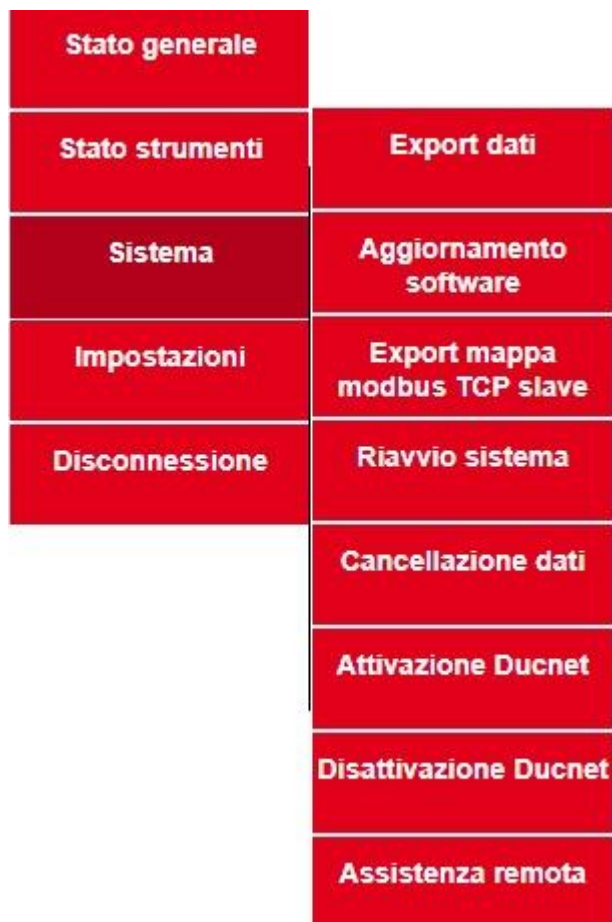 Stato generale
Stato strumenti
Sistema
Impostazioni
Disconnessione
Export dati
Aggiornamento
software
Export mappa
modbus TCP slave
Riavvio sistema
Cancellazione dati
Attivazione Ducnet
Disattivazione Ducnet
Assistenza remota